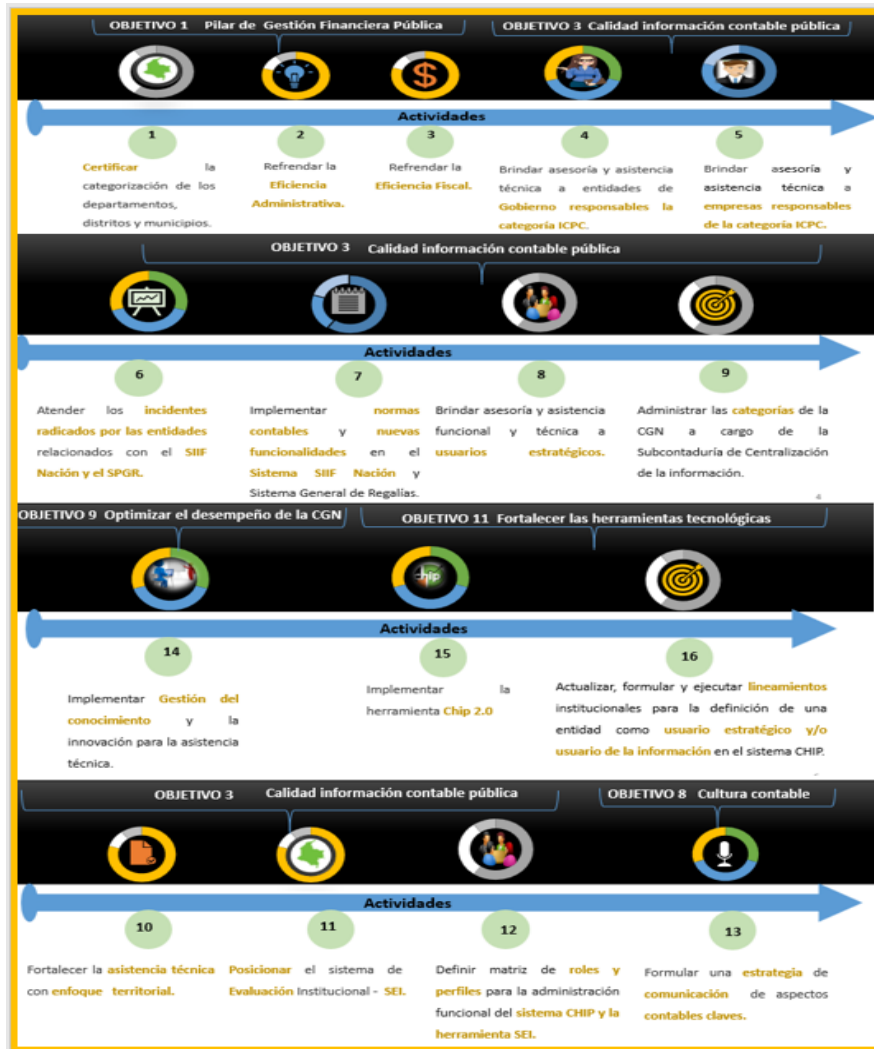 OBJETIVO 1 Pilar de Gestión Financiera Pública
OBJETIVO 3 Calidad información contable pública
Actividades
1
Certificar la
categorización de los
departamentos,
distritos y municipios.
2
Refrendar la
Eficiencia
Administrativa.
3
Refrendar la
Eficiencia Fiscal.
4
Brindar asesoría y asistencia
técnica a entidades de
Gobierno responsables la
categoría ICPC.
5
Brindar asesoría y
asistencia técnica a
empresas responsables
de la categoría ICPC.
OBJETIVO 3 Calidad información contable pública
Actividades
6
Atender los incidentes
radicados por las entidades
relacionados con el SIIF
Nación y el SPGR.
7
Implementar normas
contables y nuevas
funcionalidades en el
Sistema SIIF Nación y
Sistema General de Regalías.
8
Brindar asesoría y asistencia
funcional y técnica a
usuarios estratégicos.
9
Administrar las categorías de la
CGN a cargo de la
Subcontaduría de Centralización
de la información.
4
OBJETIVO 9 Optimizar el desempeño de la CGN
OBJETIVO 11 Fortalecer las herramientas tecnológicas
hip
Actividades
14
Implementar Gestión del
conocimiento y la
innovación para la asistencia
técnica.
15
Implementar la
herramienta Chip 2.0
16
Actualizar, formular y ejecutar lineamientos
institucionales para la definición de una
entidad como usuario estratégico y/o
usuario de la información en el sistema CHIP.
OBJETIVO 3 Calidad información contable pública
OBJETIVO 8 Cultura contable
Actividades
10
Fortalecer la asistencia técnica
con enfoque territorial.
11
Posicionar el sistema de
Evaluación Institucional - SEI.
12
Definir matriz de roles y
perfiles para la administración
funcional del sistema CHIP y la
herramienta SEI.
13
Formular una estrategia de
comunicación de aspectos
contables claves.